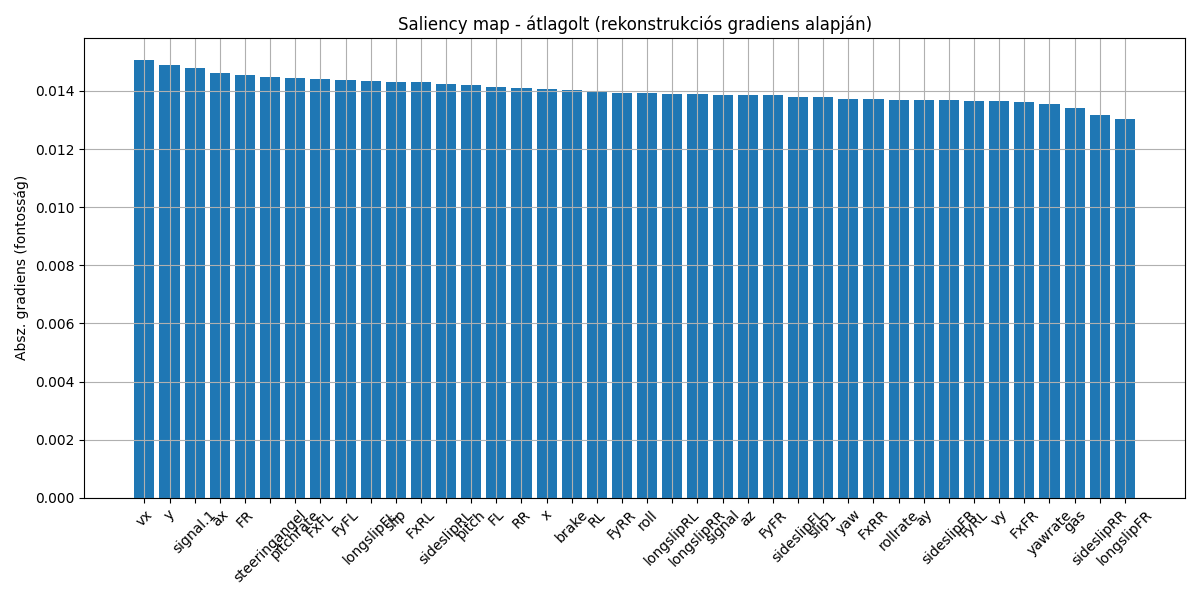 Saliency map - átlagolt (rekonstrukciós gradiens alapján)
Absz. gradiens (fontosság)
0.014
0.012
0.010
0.008
0.006
0.004
0.002
0.000
vx
y
signal.1
ax
FR
steeringangel
pitchrate
FxFL
FyFL
longslipFL
slip
FxRL
sideslipRL
pitch
FL
RR
x
brake
RL
FyRR
roll
longslipRL
longslipRR
signal
az
FyFR
sideslipFL
slip1
yaw
FxRR
rollrate
ay
sideslipFR
FyRL
vy
FxFR
yawrate
gas
sideslipRR
longslipFR